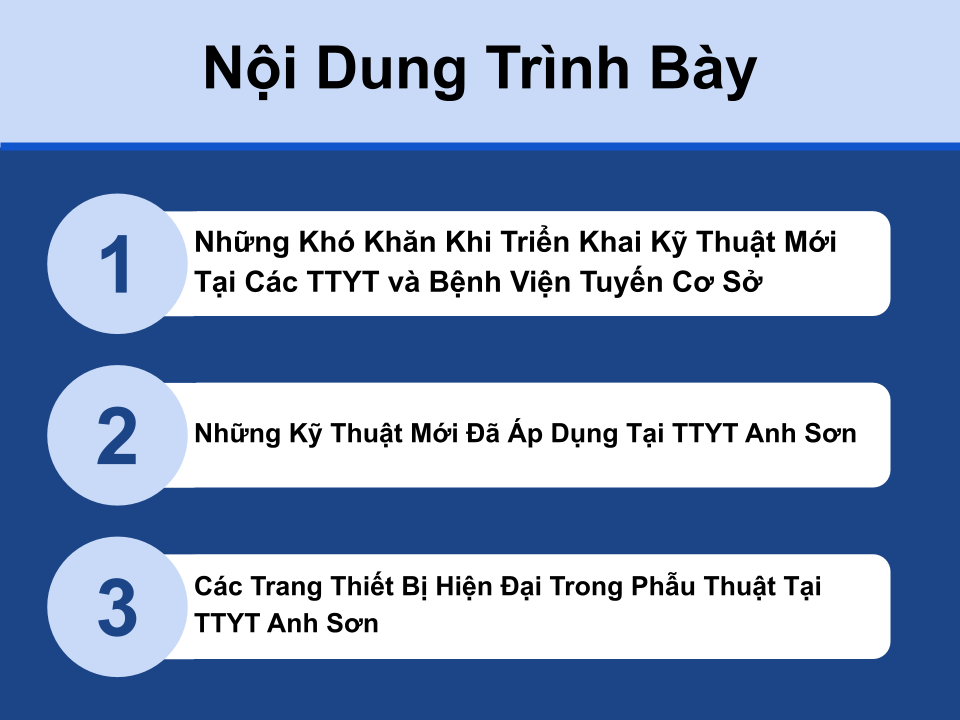 Nội Dung Trình Bày
1
Những Khó Khăn Khi Triển Khai Kỹ Thuật Mới
Tại Các TTYT và Bệnh Viện Tuyến Cơ Sở
2
Những Kỹ Thuật Mới Đã Áp Dụng Tại TTYT Anh Sơn
3
Các Trang Thiết Bị Hiện Đại Trong Phẫu Thuật Tại
TTYT Anh Sơn